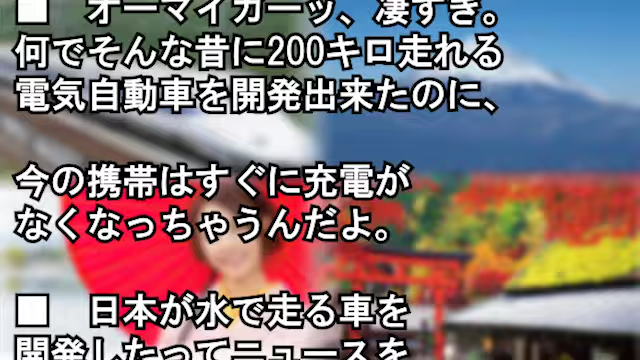 ■　オーマイガーッ、凄すぎ。
何でそんな昔に200キロ走れる
電気自動車を開発出来たのに、
今の携帯はすぐに充電が
なくなっちゃうんだよ。
■　日本が水で走る車を
開発したってニュースを